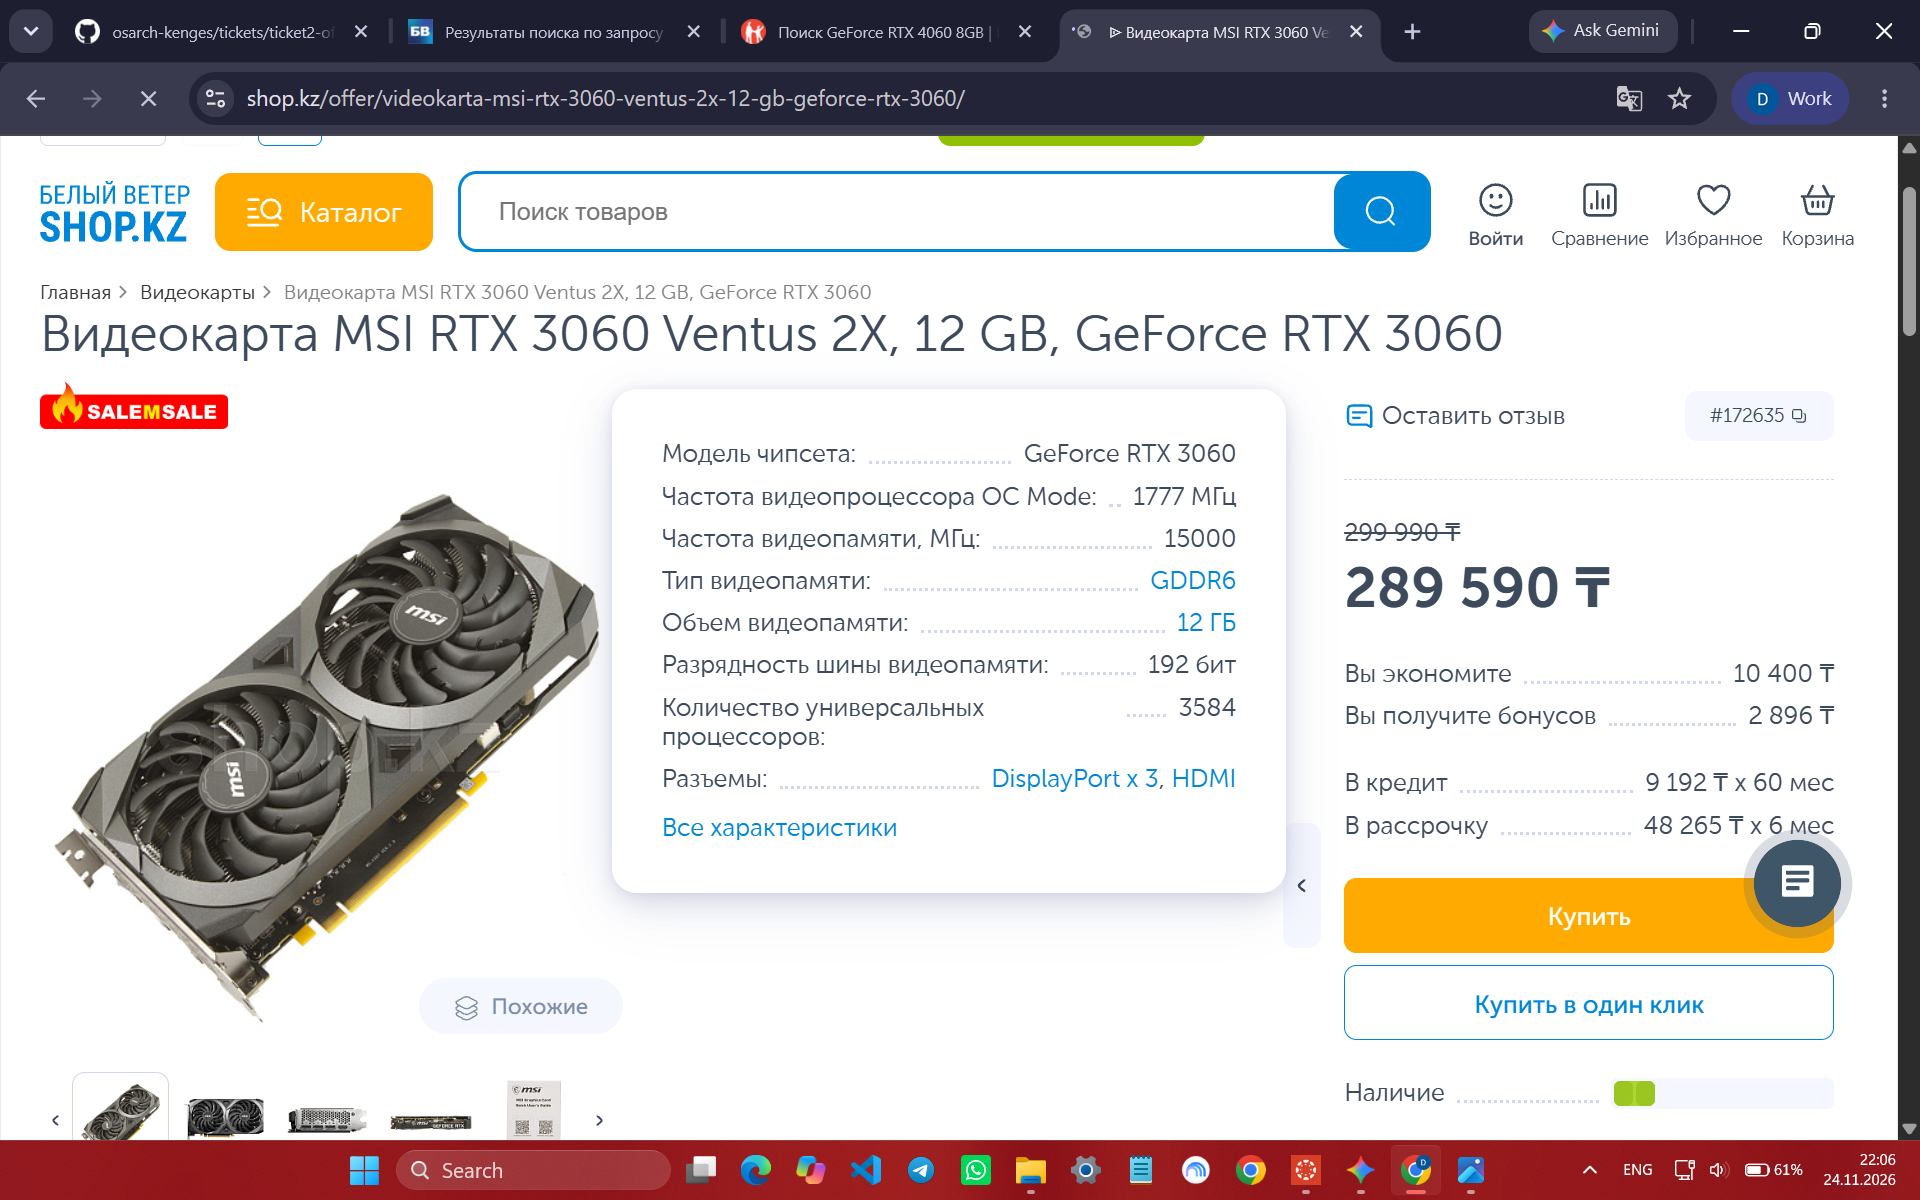 osarch-kenges/tickets/ticket2-of
Результаты поиска по запросу
Поиск GeForce RTX 4060 8GB |
ᐉ Видеокарта MSI RTX 3060 Ve
Ask Gemini
shop.kz/offer/videokarta-msi-rtx-3060-ventus-2x-12-gb-geforce-rtx-3060/
D Work
БЕЛЫЙ ВЕТЕР
SHOP.KZ
Каталог
Поиск товаров
Войти
Сравнение
Избранное
Корзина
Главная > Видеокарты > Видеокарта MSI RTX 3060 Ventus 2X, 12 GB, GeForce RTX 3060
Видеокарта MSI RTX 3060 Ventus 2X, 12 GB, GeForce RTX 3060
SALEMSALE
msi
msi
shop.kz
Похожие
Модель чипсета: GeForce RTX 3060
Частота видеопроцессора OC Mode: 1777 МГц
Частота видеопамяти, МГц: 15000
Тип видеопамяти: GDDR6
Объем видеопамяти: 12 ГБ
Разрядность шины видеопамяти: 192 бит
Количество универсальных 3584
процессоров:
Разъемы: DisplayPort x 3, HDMI
Все характеристики
Оставить отзыв
#172635
299 990 ₸
289 590 ₸
Вы экономите 10 400 ₸
Вы получите бонусов 2 896 ₸
В кредит 9 192 ₸ x 60 мес
В рассрочку 48 265 ₸ x 6 мес
Купить
Купить в один клик
Наличие
Search
ENG
61%
22:06
24.11.2026